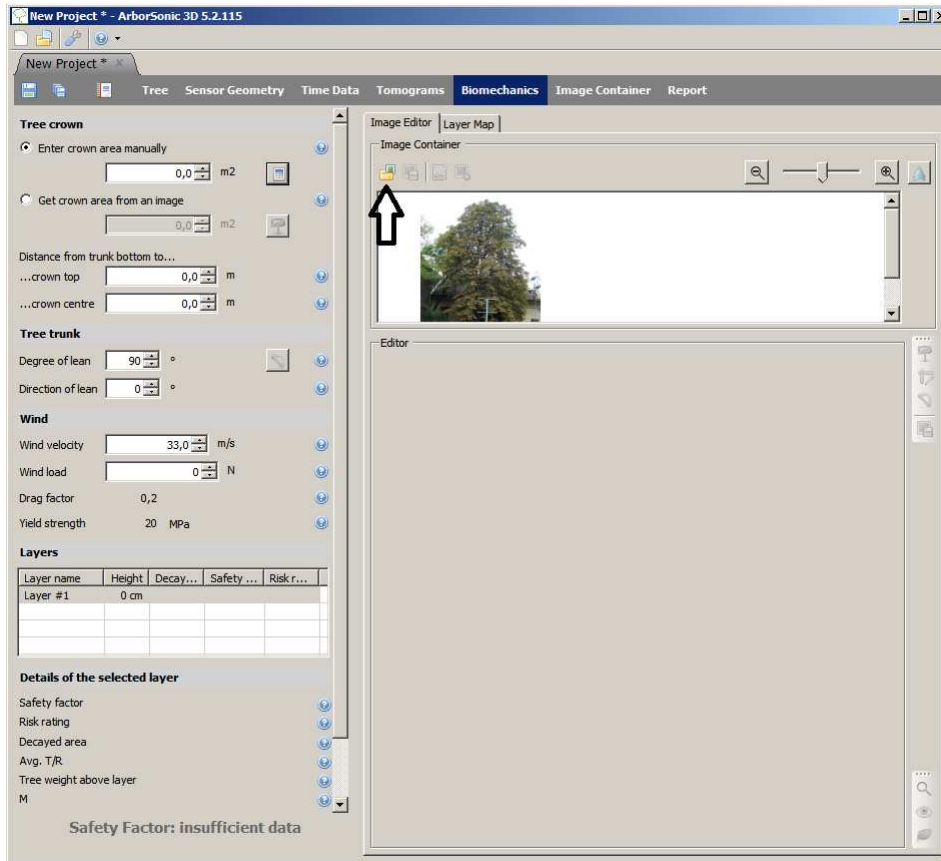 New Project * - ArborSonic 3D 5.2.115
New Project *
Tree Sensor Geometry Time Data Tomograms Biomechanics Image Container Report
Tree crown
Enter crown area manually
0,0 m2
Get crown area from an image
0,0 m2
Distance from trunk bottom to...
...crown top 0,0 m
...crown centre 0,0 m
Tree trunk
Degree of lean 90 °
Direction of lean 0 °
Wind
Wind velocity 33,0 m/s
Wind load 0 N
Drag factor 0,2
Yield strength 20 MPa
Layers
Layer name Height Decay... Safety ... Risk r...
Layer #1 0 cm
Details of the selected layer
Safety factor
Risk rating
Decayed area
Avg. T/R
Tree weight above layer
M
Safety Factor: insufficient data
Image Editor Layer Map
Image Container
Editor